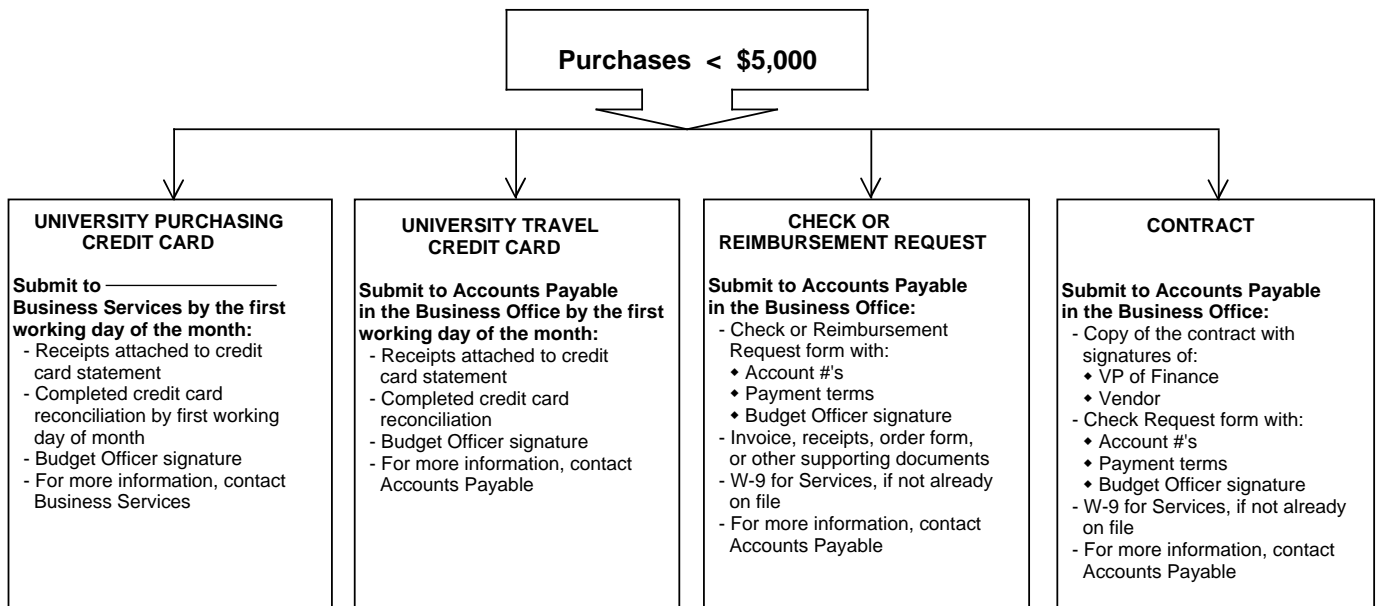 Purchases < $5,000
UNIVERSITY PURCHASING
CREDIT CARD
Submit to
Business Services by the first
working day of the month:
- Receipts attached to credit
card statement
- Completed credit card
reconciliation by first working
day of month
- Budget Officer signature
- For more information, contact
Business Services
UNIVERSITY TRAVEL
CREDIT CARD
Submit to Accounts Payable
in the Business Office by the first
working day of the month:
- Receipts attached to credit
card statement
- Completed credit card
reconciliation
- Budget Officer signature
- For more information, contact
Accounts Payable
CHECK OR
REIMBURSEMENT REQUEST
Submit to Accounts Payable
in the Business Office:
- Check or Reimbursement
Request form with:
◆ Account #'s
◆ Payment terms
◆ Budget Officer signature
- Invoice, receipts, order form,
or other supporting documents
- W-9 for Services, if not already
on file
- For more information, contact
Accounts Payable
CONTRACT
Submit to Accounts Payable
in the Business Office:
- Copy of the contract with
signatures of:
◆ VP of Finance
◆ Vendor
- Check Request form with:
◆ Account #'s
◆ Payment terms
◆ Budget Officer signature
- W-9 for Services, if not already
on file
- For more information, contact
Accounts Payable